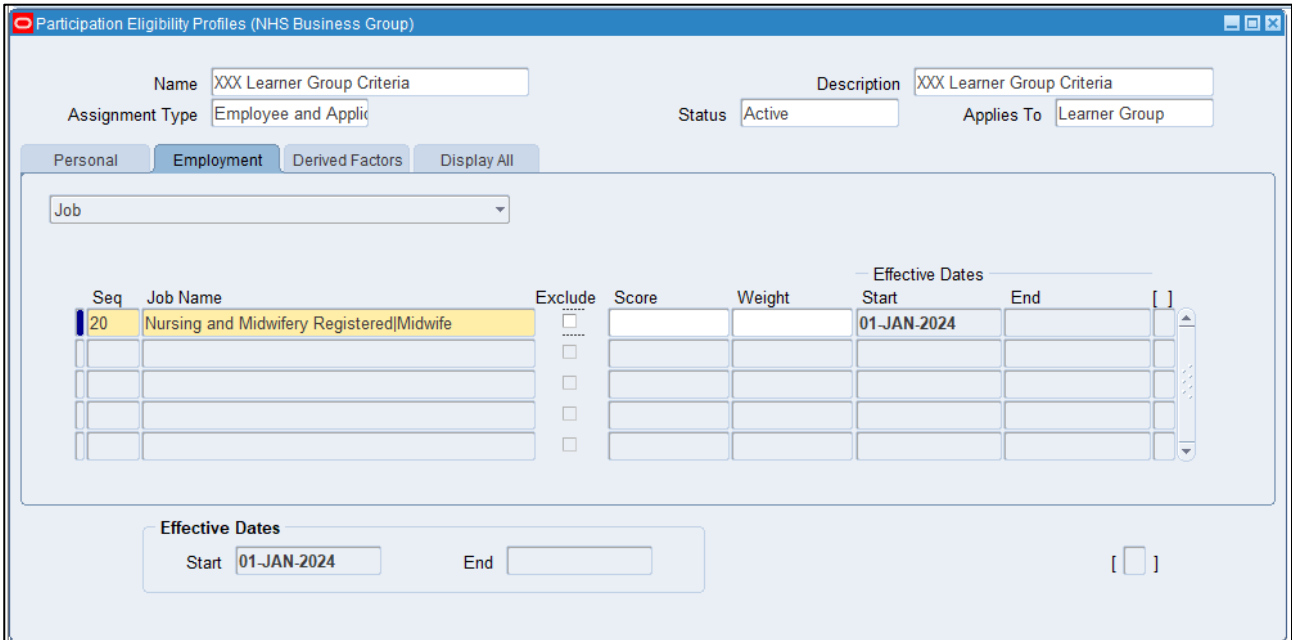 Participation Eligibility Profiles (NHS Business Group)
Name XXX Learner Group Criteria Description XXX Learner Group Criteria
Assignment Type Employee and Applic Status Active Applies To Learner Group
Personal Employment Derived Factors Display All
Job
Effective Dates
Seq Job Name Exclude Score Weight Start End [ ]
20 Nursing and Midwifery Registered|Midwife 01-JAN-2024
Effective Dates
Start 01-JAN-2024 End [ ]